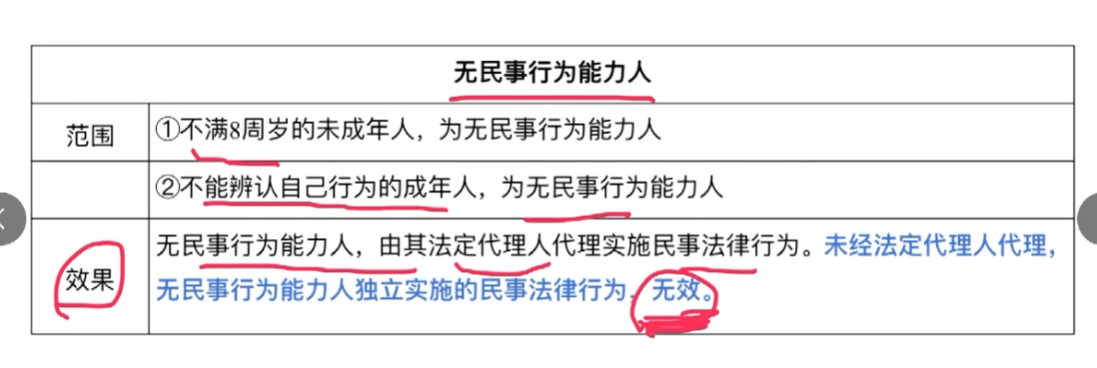 无民事行为能力人
范围
①不满8周岁的未成年人，为无民事行为能力人
②不能辨认自己行为的成年人，为无民事行为能力人
效果
无民事行为能力人，由其法定代理人代理实施民事法律行为。未经法定代理人代理，
无民事行为能力人独立实施的民事法律行为，无效。